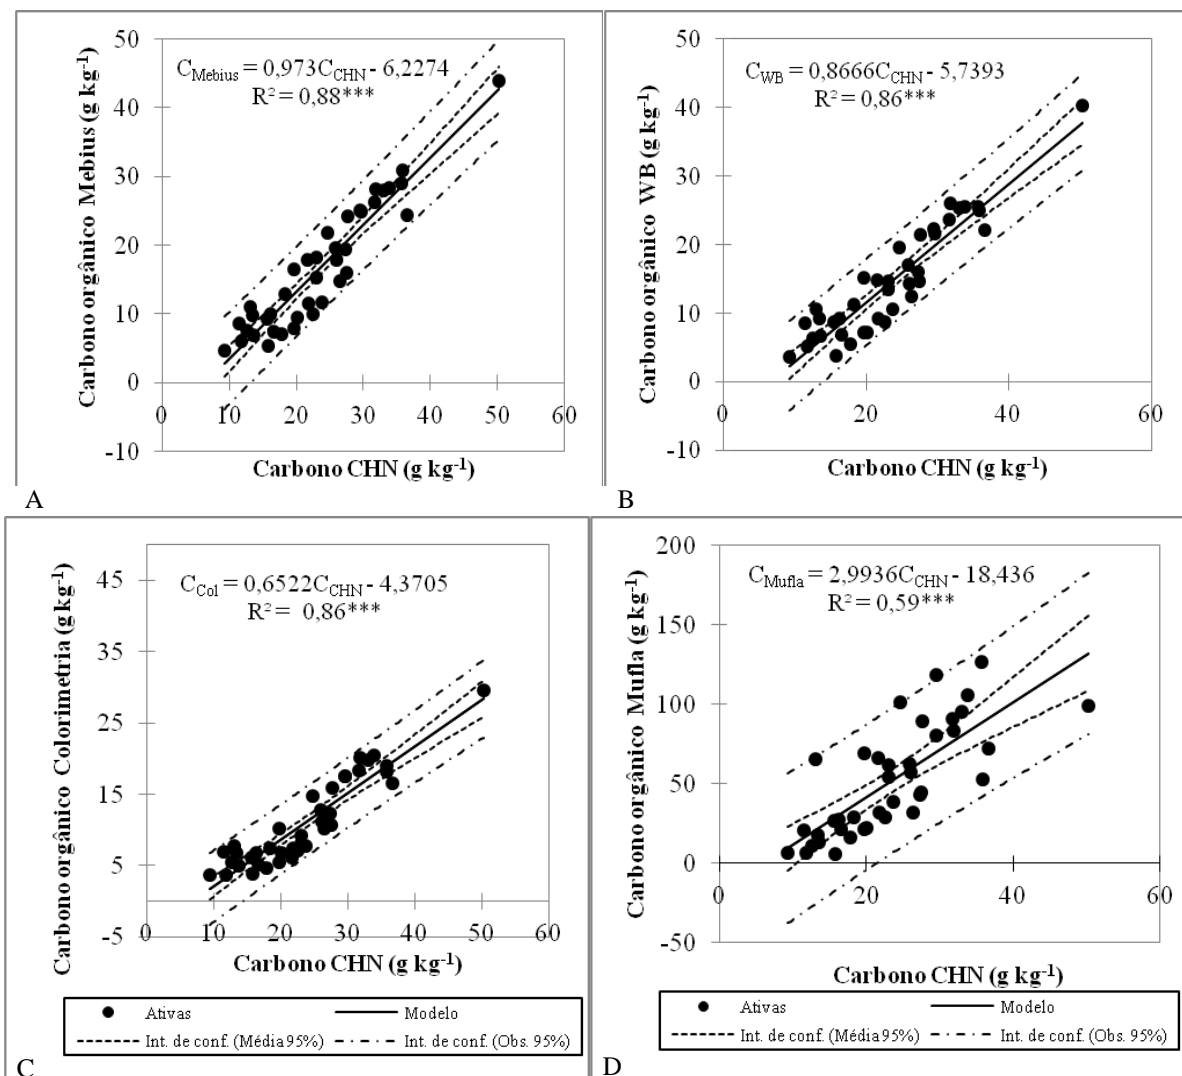 Carbono orgânico Mebius (g kg⁻¹)
50
40
30
20
10
0
-10
C_Mebius = 0,973C_CHN - 6,2274
R² = 0,88***
0 10 20 30 40 50 60
Carbono CHN (g kg⁻¹)
A
Carbono orgânico WB (g kg⁻¹)
50
40
30
20
10
0
-10
C_WB = 0,8666C_CHN - 5,7393
R² = 0,86***
0 20 40 60
Carbono CHN (g kg⁻¹)
B
Carbono orgânico Colorimetria (g kg⁻¹)
45
35
25
15
5
-5
C_Col = 0,6522C_CHN - 4,3705
R² = 0,86***
0 10 20 30 40 50 60
Carbono CHN (g kg⁻¹)
Ativas Modelo
Int. de conf. (Média 95%) Int. de conf. (Obs. 95%)
C
Carbono orgânico Mufla (g kg⁻¹)
200
150
100
50
0
-50
C_Mufla = 2,9936C_CHN - 18,436
R² = 0,59***
0 20 40 60
Carbono CHN (g kg⁻¹)
Ativas Modelo
Int. de conf. (Média 95%) Int. de conf. (Obs. 95%)
D